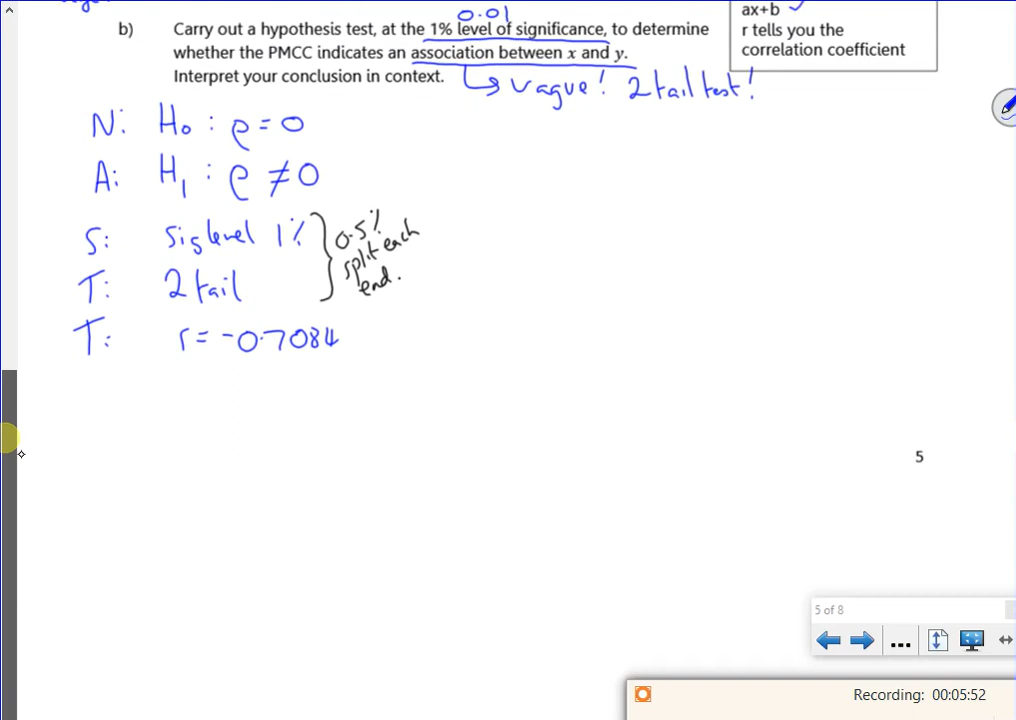 0.01
b) Carry out a hypothesis test, at the 1% level of significance, to determine
whether the PMCC indicates an association between x and y.
Interpret your conclusion in context.
ax+b ✓
r tells you the
correlation coefficient
↳ vague! 2 tail test!
N: H₀ : ρ = 0
A: H₁ : ρ ≠ 0
S: Sig level 1%
T: 2 tail
0.5%
split each
end.
T: r = -0.7084
5
5 of 8
...
Recording: 00:05:52